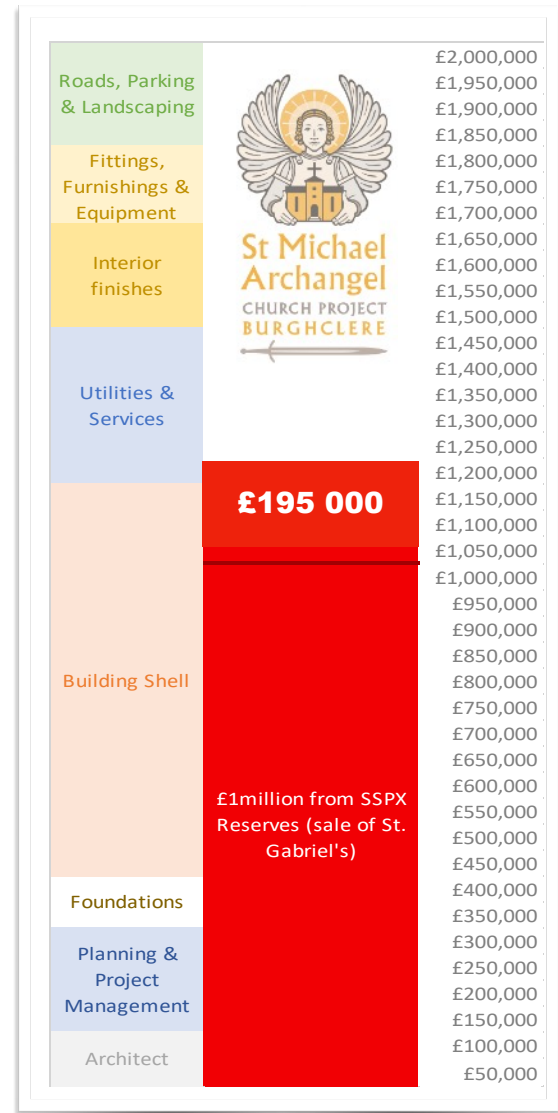 Roads, Parking
& Landscaping
Fittings,
Furnishings &
Equipment
Interior
finishes
Utilities &
Services
Building Shell
Foundations
Planning &
Project
Management
Architect
St Michael
Archangel
CHURCH PROJECT
BURGHCLERE
£195 000
£1million from SSPX
Reserves (sale of St.
Gabriel's)
£2,000,000
£1,950,000
£1,900,000
£1,850,000
£1,800,000
£1,750,000
£1,700,000
£1,650,000
£1,600,000
£1,550,000
£1,500,000
£1,450,000
£1,400,000
£1,350,000
£1,300,000
£1,250,000
£1,200,000
£1,150,000
£1,100,000
£1,050,000
£1,000,000
£950,000
£900,000
£850,000
£800,000
£750,000
£700,000
£650,000
£600,000
£550,000
£500,000
£450,000
£400,000
£350,000
£300,000
£250,000
£200,000
£150,000
£100,000
£50,000